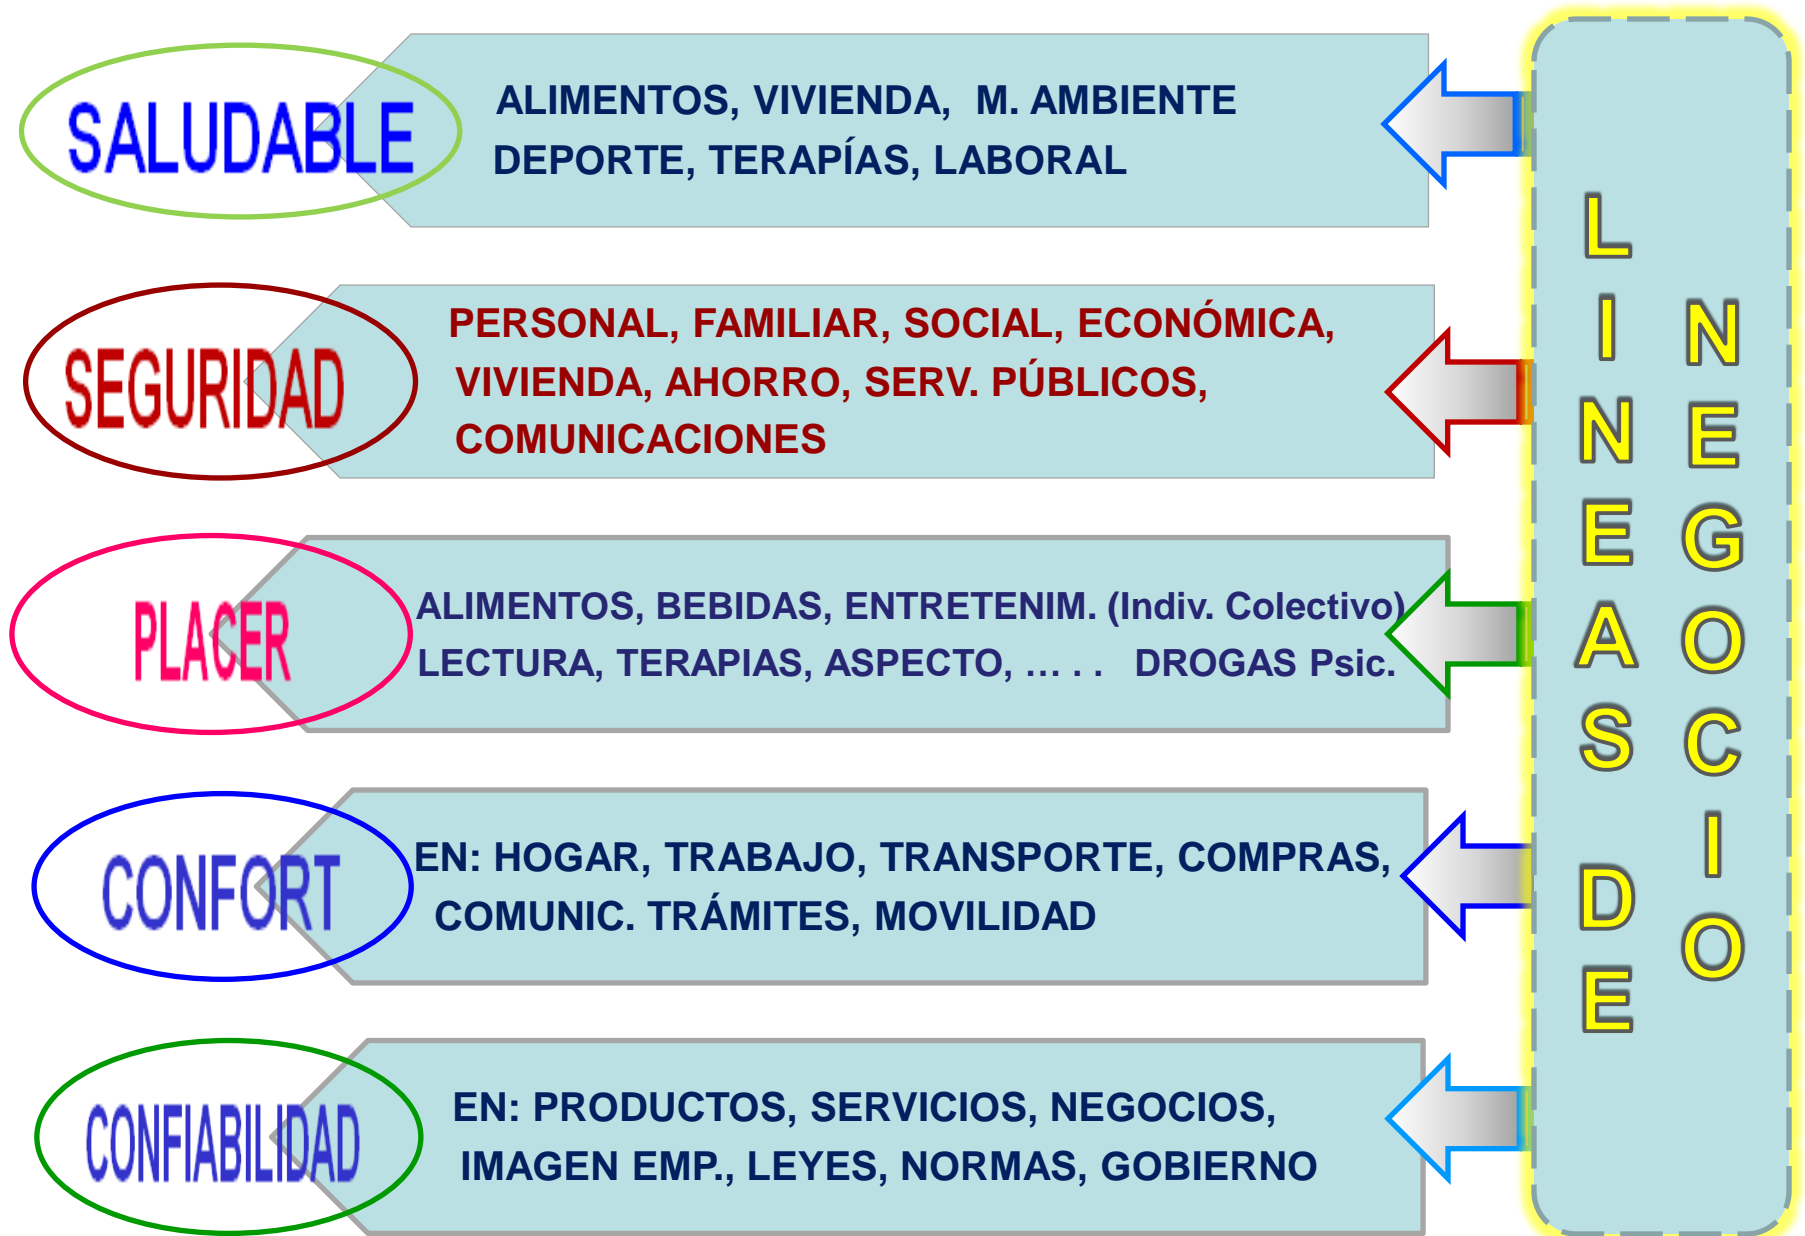 SALUDABLE
ALIMENTOS, VIVIENDA, M. AMBIENTE
DEPORTE, TERAPÍAS, LABORAL
SEGURIDAD
PERSONAL, FAMILIAR, SOCIAL, ECONÓMICA,
VIVIENDA, AHORRO, SERV. PÚBLICOS,
COMUNICACIONES
PLACER
ALIMENTOS, BEBIDAS, ENTRETENIM. (Indiv. Colectivo)
LECTURA, TERAPIAS, ASPECTO, ... . . DROGAS Psic.
CONFORT
EN: HOGAR, TRABAJO, TRANSPORTE, COMPRAS,
COMUNIC. TRÁMITES, MOVILIDAD
CONFIABILIDAD
EN: PRODUCTOS, SERVICIOS, NEGOCIOS,
IMAGEN EMP., LEYES, NORMAS, GOBIERNO
LINEAS DE
NEGOCIO